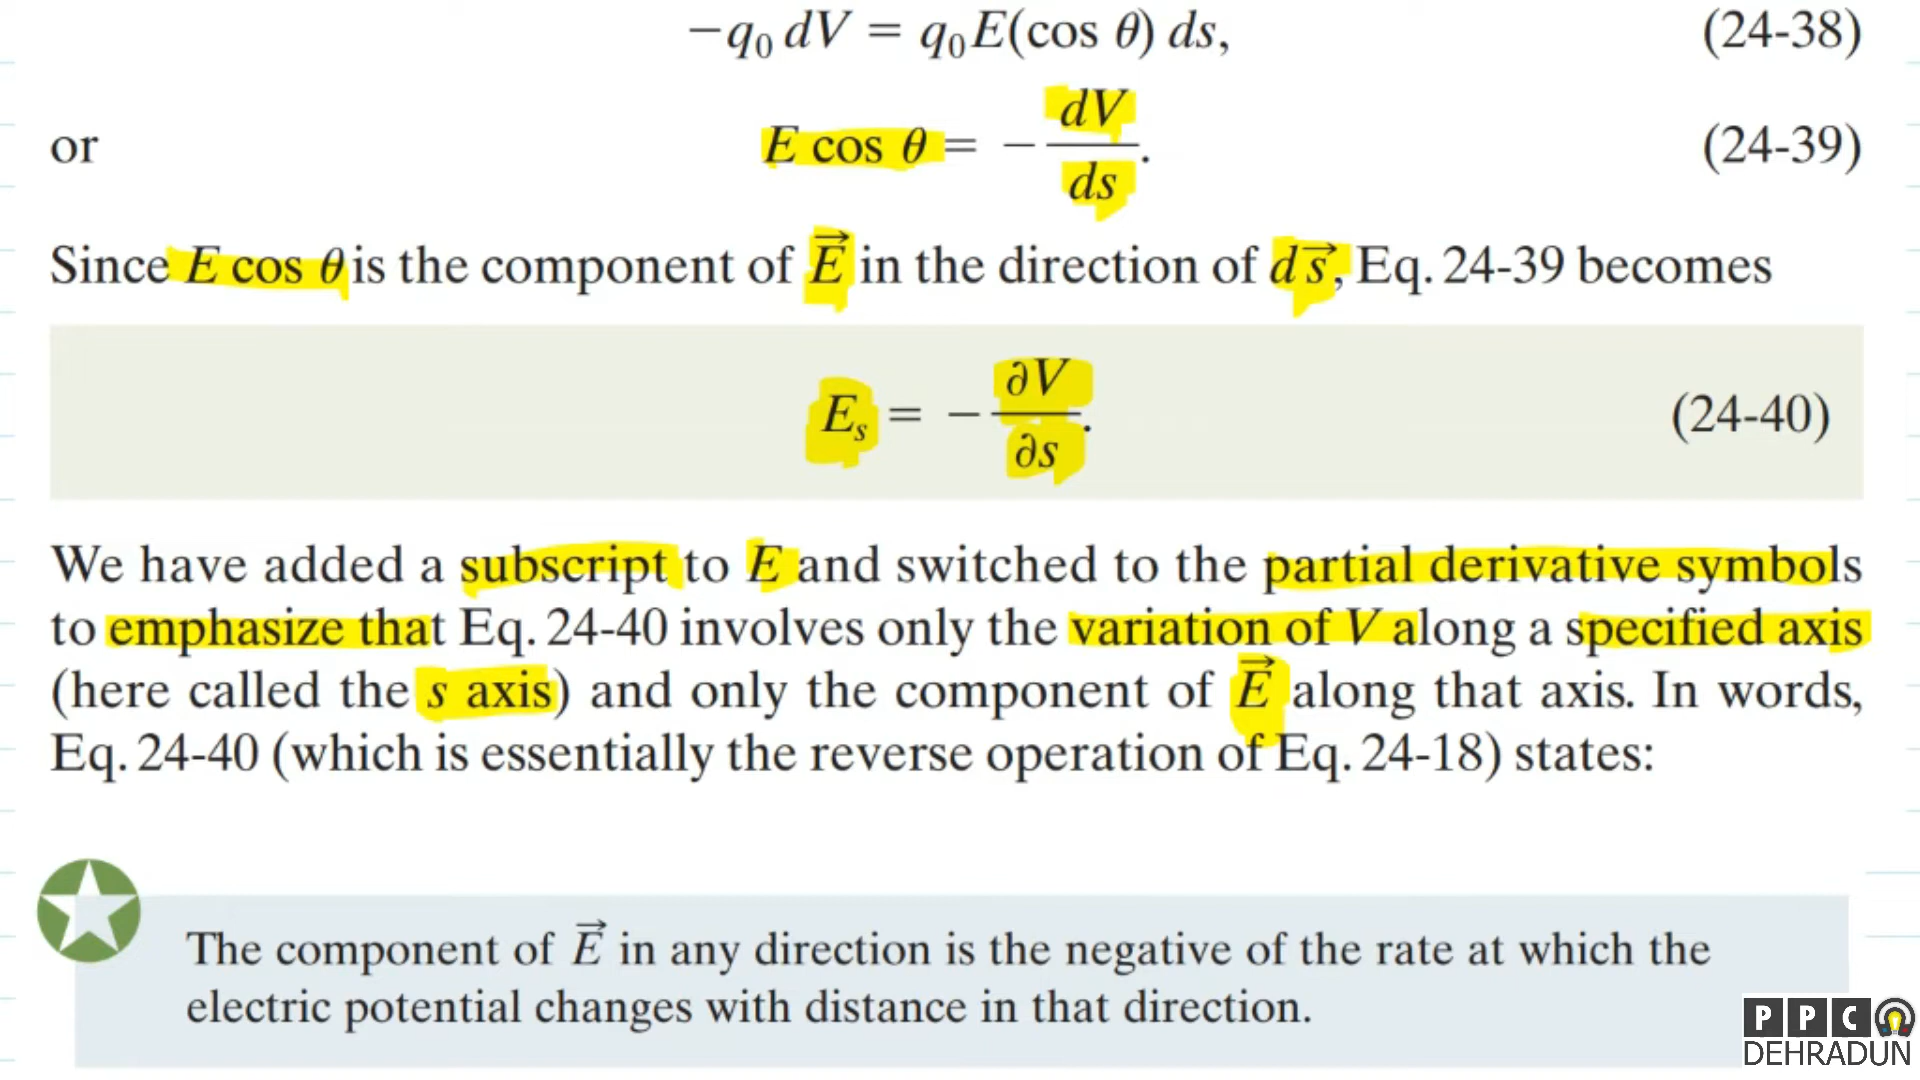 −q₀ dV = q₀E(cos θ) ds, (24-38)
or E cos θ = − dV/ds. (24-39)
Since E cos θ is the component of E⃗ in the direction of ds⃗, Eq. 24-39 becomes
Eₛ = − ∂V/∂s. (24-40)
We have added a subscript to E and switched to the partial derivative symbols
to emphasize that Eq. 24-40 involves only the variation of V along a specified axis
(here called the s axis) and only the component of E⃗ along that axis. In words,
Eq. 24-40 (which is essentially the reverse operation of Eq. 24-18) states:
The component of E⃗ in any direction is the negative of the rate at which the
electric potential changes with distance in that direction.
PPC
DEHRADUN